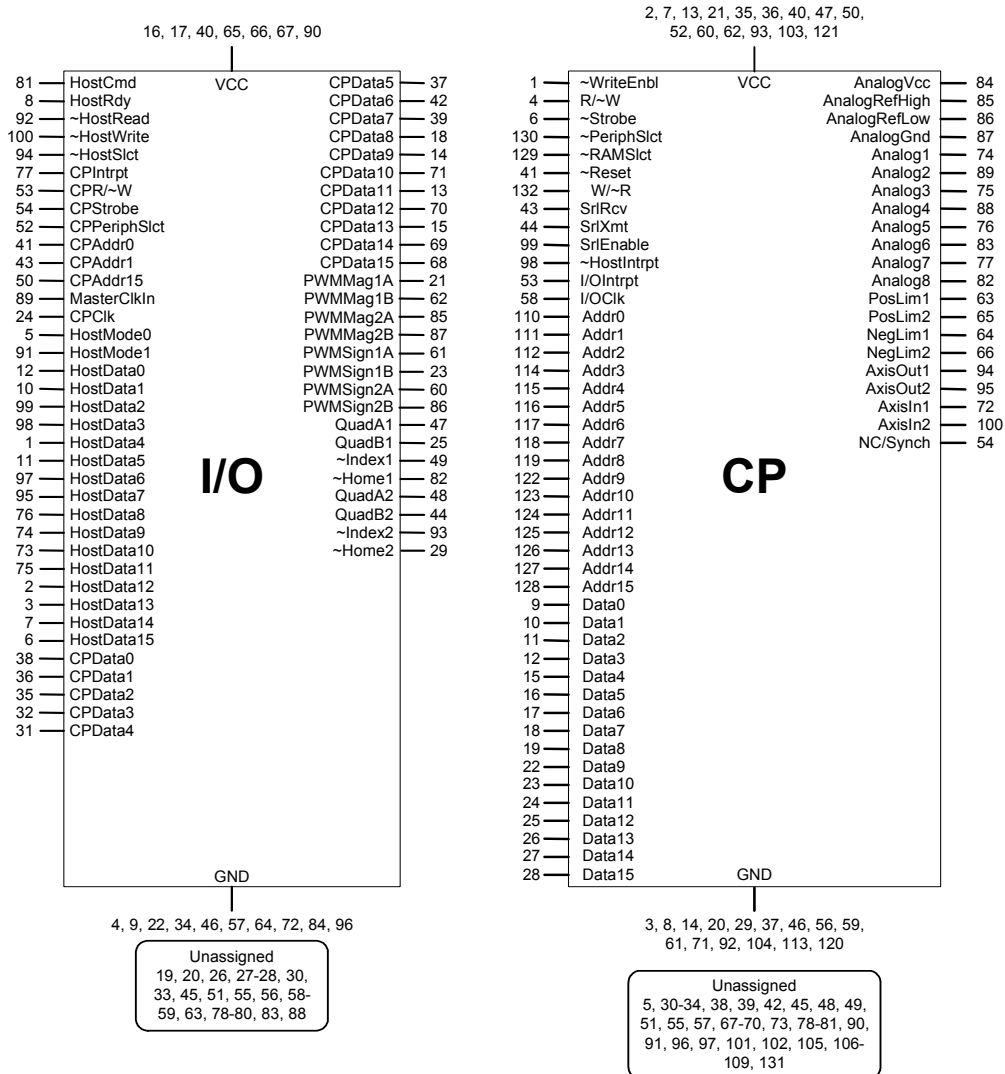 16, 17, 40, 65, 66, 67, 90
VCC
81 HostCmd
8 HostRdy
92 ~HostRead
100 ~HostWrite
94 ~HostSlct
77 CPIntrpt
53 CPR/~W
54 CPStrobe
52 CPPeriphSlct
41 CPAddr0
43 CPAddr1
50 CPAddr15
89 MasterClkIn
24 CPClk
5 HostMode0
91 HostMode1
12 HostData0
10 HostData1
99 HostData2
98 HostData3
1 HostData4
11 HostData5
97 HostData6
95 HostData7
76 HostData8
74 HostData9
73 HostData10
75 HostData11
2 HostData12
3 HostData13
7 HostData14
6 HostData15
38 CPData0
36 CPData1
35 CPData2
32 CPData3
31 CPData4
I/O
CPData5 37
CPData6 42
CPData7 39
CPData8 18
CPData9 14
CPData10 71
CPData11 13
CPData12 70
CPData13 15
CPData14 69
CPData15 68
PWMMag1A 21
PWMMag1B 62
PWMMag2A 85
PWMMag2B 87
PWMSign1A 61
PWMSign1B 23
PWMSign2A 60
PWMSign2B 86
QuadA1 47
QuadB1 25
~Index1 49
~Home1 82
QuadA2 48
QuadB2 44
~Index2 93
~Home2 29
GND
4, 9, 22, 34, 46, 57, 64, 72, 84, 96
Unassigned
19, 20, 26, 27-28, 30,
33, 45, 51, 55, 56, 58-
59, 63, 78-80, 83, 88
2, 7, 13, 21, 35, 36, 40, 47, 50,
52, 60, 62, 93, 103, 121
VCC
1 ~WriteEnbl
4 R/~W
6 ~Strobe
130 ~PeriphSlct
129 ~RAMSlct
41 ~Reset
132 W/~R
43 SrlRcv
44 SrlXmt
99 SrlEnable
98 ~HostIntrpt
53 I/OIntrpt
58 I/OClk
110 Addr0
111 Addr1
112 Addr2
114 Addr3
115 Addr4
116 Addr5
117 Addr6
118 Addr7
119 Addr8
122 Addr9
123 Addr10
124 Addr11
125 Addr12
126 Addr13
127 Addr14
128 Addr15
9 Data0
10 Data1
11 Data2
12 Data3
15 Data4
16 Data5
17 Data6
18 Data7
19 Data8
22 Data9
23 Data10
24 Data11
25 Data12
26 Data13
27 Data14
28 Data15
CP
AnalogVcc 84
AnalogRefHigh 85
AnalogRefLow 86
AnalogGnd 87
Analog1 74
Analog2 89
Analog3 75
Analog4 88
Analog5 76
Analog6 83
Analog7 77
Analog8 82
PosLim1 63
PosLim2 65
NegLim1 64
NegLim2 66
AxisOut1 94
AxisOut2 95
AxisIn1 72
AxisIn2 100
NC/Synch 54
GND
3, 8, 14, 20, 29, 37, 46, 56, 59,
61, 71, 92, 104, 113, 120
Unassigned
5, 30-34, 38, 39, 42, 45, 48, 49,
51, 55, 57, 67-70, 73, 78-81, 90,
91, 96, 97, 101, 102, 105, 106-
109, 131